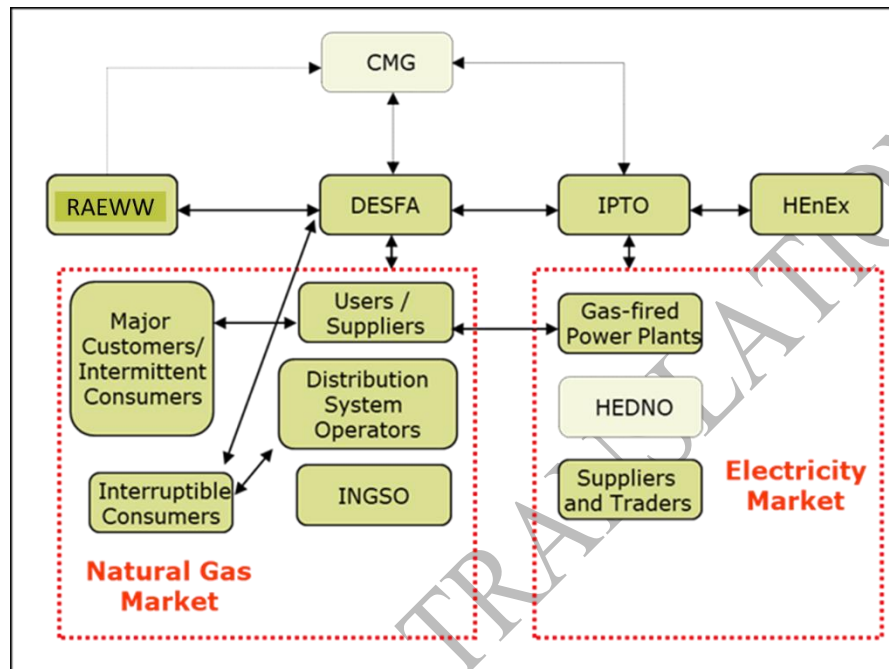 CMG
RAEWW
DESFA
IPTO
HEnEx
Major
Customers/
Intermittent
Consumers
Users /
Suppliers
Distribution
System
Operators
Interruptible
Consumers
INGSO
Natural Gas
Market
Gas-fired
Power Plants
HEDNO
Suppliers
and Traders
Electricity
Market
TRANSLATION